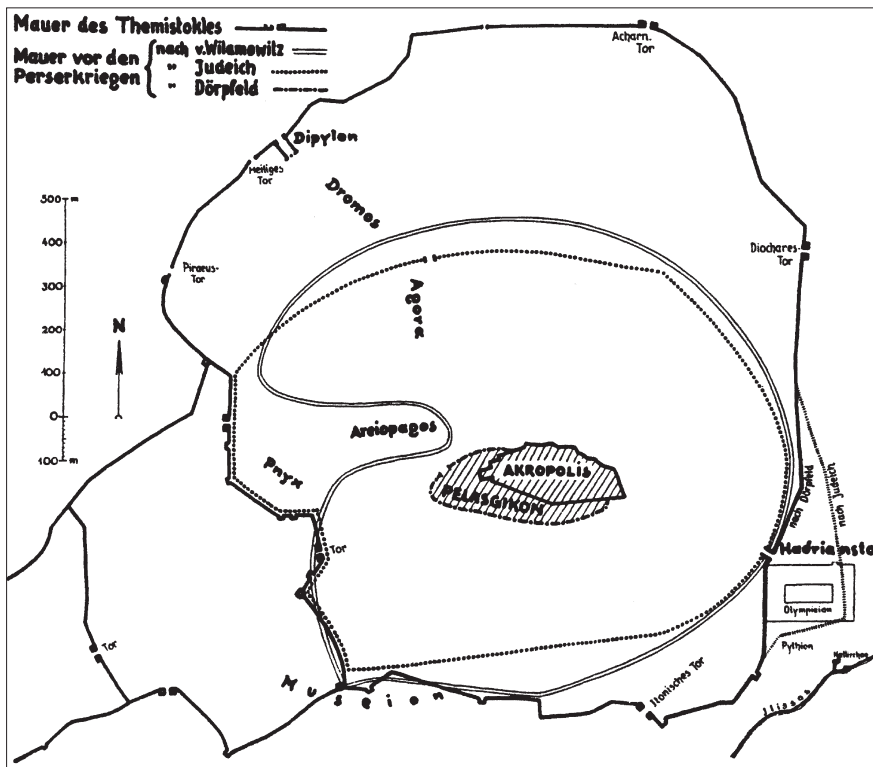 Mauer des Themistokles
Mauer vor den Perserkriegen
nach v. Wilamowitz
" Judeich
" Dörpfeld
Acharn.
Tor
Dipylon
Heiliges
Tor
Dromos
500 m
400
300
200
100
0
100 m
Piraeus-
Tor
Diochares-
Tor
Agora
N
Areiopagos
Pnyx
AKROPOLIS
PELASGIKON
nach Dörpfeld
nach Judeich
Hadriansto
Tor
Olympieion
Tor
Pythion
Museion
Itonisches Tor
Ilissos